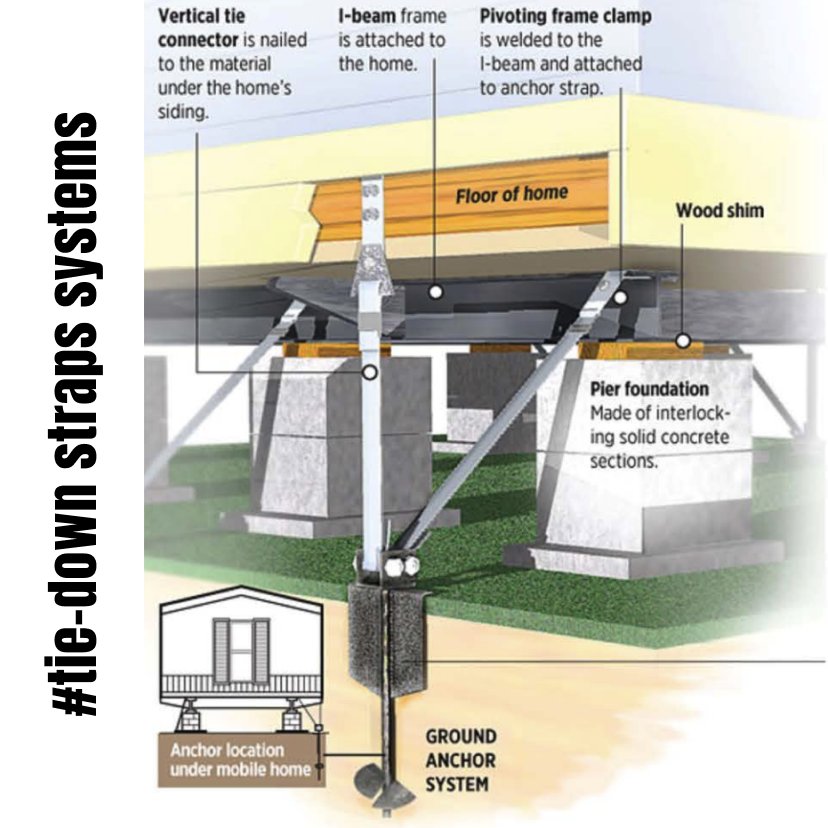 #tie-down straps systems
Vertical tie
connector is nailed
to the material
under the home's
siding.
I-beam frame
is attached to
the home.
Pivoting frame clamp
is welded to the
I-beam and attached
to anchor strap.
Floor of home
Wood shim
Pier foundation
Made of interlock-
ing solid concrete
sections.
Anchor location
under mobile home
GROUND
ANCHOR
SYSTEM